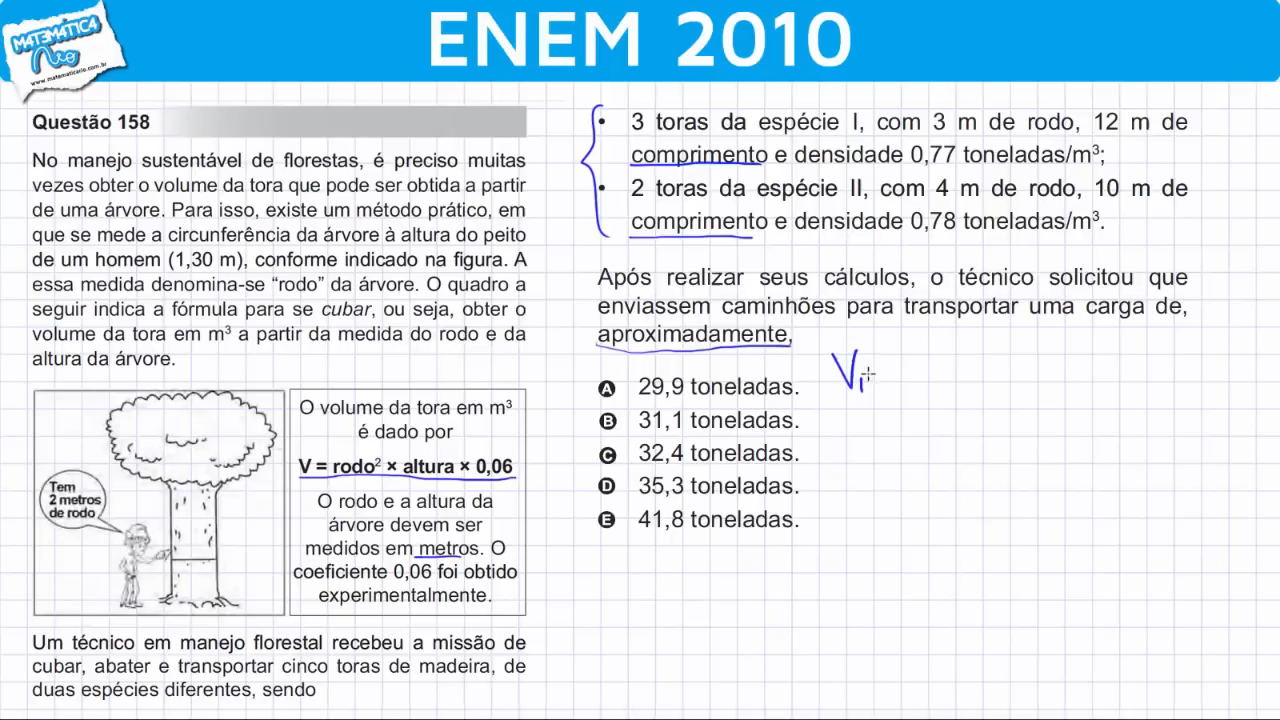 MATEMÁTICA
Rio
www.matematicario.com.br
ENEM 2010
Questão 158
No manejo sustentável de florestas, é preciso muitas
vezes obter o volume da tora que pode ser obtida a partir
de uma árvore. Para isso, existe um método prático, em
que se mede a circunferência da árvore à altura do peito
de um homem (1,30 m), conforme indicado na figura. A
essa medida denomina-se “rodo” da árvore. O quadro a
seguir indica a fórmula para se cubar, ou seja, obter o
volume da tora em m³ a partir da medida do rodo e da
altura da árvore.
Tem
2 metros
de rodo
O volume da tora em m³
é dado por
V = rodo² × altura × 0,06
O rodo e a altura da
árvore devem ser
medidos em metros. O
coeficiente 0,06 foi obtido
experimentalmente.
Um técnico em manejo florestal recebeu a missão de
cubar, abater e transportar cinco toras de madeira, de
duas espécies diferentes, sendo
• 3 toras da espécie I, com 3 m de rodo, 12 m de
comprimento e densidade 0,77 toneladas/m³;
• 2 toras da espécie II, com 4 m de rodo, 10 m de
comprimento e densidade 0,78 toneladas/m³.
Após realizar seus cálculos, o técnico solicitou que
enviassem caminhões para transportar uma carga de,
aproximadamente,
A 29,9 toneladas.
B 31,1 toneladas.
C 32,4 toneladas.
D 35,3 toneladas.
E 41,8 toneladas.
VI